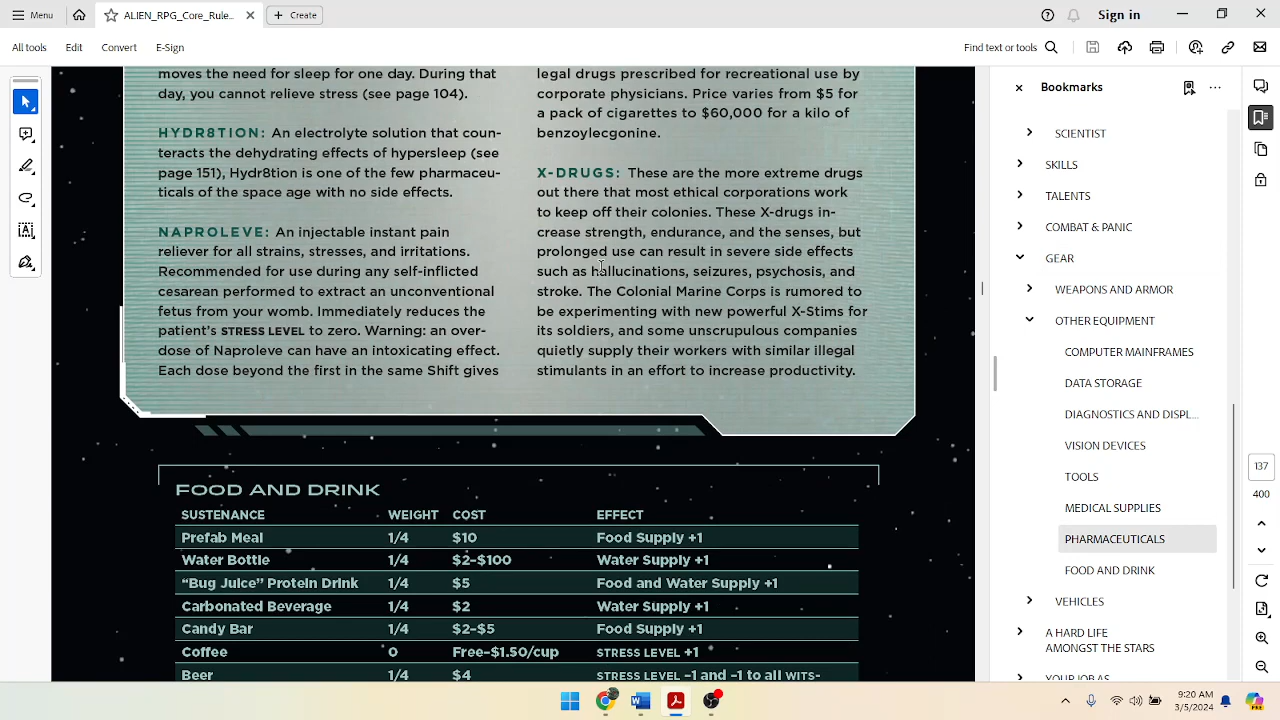 Menu
ALIEN_RPG_Core_Rule...
Create
Sign in
All tools
Edit
Convert
E-Sign
Find text or tools
moves the need for sleep for one day. During that
day, you cannot relieve stress (see page 104).
HYDR8TION: An electrolyte solution that coun-
teracts the dehydrating effects of hypersleep (see
page 151), Hydr8tion is one of the few pharmaceu-
ticals of the space age with no side effects.
NAPROLEVE: An injectable instant pain
reliever for all strains, stresses, and irritations.
Recommended for use during any self-inflicted
cesarean performed to extract an unconventional
fetus from your womb. Immediately reduces the
patient's STRESS LEVEL to zero. Warning: an over-
dose of Naproleve can have an intoxicating effect.
Each dose beyond the first in the same Shift gives
legal drugs prescribed for recreational use by
corporate physicians. Price varies from $5 for
a pack of cigarettes to $60,000 for a kilo of
benzoylecgonine.
X-DRUGS: These are the more extreme drugs
out there that most ethical corporations work
to keep off their colonies. These X-drugs in-
crease strength, endurance, and the senses, but
prolonged use can result in severe side effects
such as hallucinations, seizures, psychosis, and
stroke. The Colonial Marine Corps is rumored to
be experimenting with new powerful X-Stims for
its soldiers, and some unscrupulous companies
quietly supply their workers with similar illegal
stimulants in an effort to increase productivity.
FOOD AND DRINK
SUSTENANCE WEIGHT COST EFFECT
Prefab Meal 1/4 $10 Food Supply +1
Water Bottle 1/4 $2–$100 Water Supply +1
“Bug Juice” Protein Drink 1/4 $5 Food and Water Supply +1
Carbonated Beverage 1/4 $2 Water Supply +1
Candy Bar 1/4 $2–$5 Food Supply +1
Coffee 0 Free–$1.50/cup STRESS LEVEL +1
Beer 1/4 $4 STRESS LEVEL –1 and –1 to all WITS-
Bookmarks
SCIENTIST
SKILLS
TALENTS
COMBAT & PANIC
GEAR
WEAPONS AND ARMOR
OTHER EQUIPMENT
COMPUTER MAINFRAMES
DATA STORAGE
DIAGNOSTICS AND DISPL...
VISION DEVICES
TOOLS
MEDICAL SUPPLIES
PHARMACEUTICALS
FOOD AND DRINK
VEHICLES
A HARD LIFE
AMONGST THE STARS
137
400
9:20 AM
3/5/2024